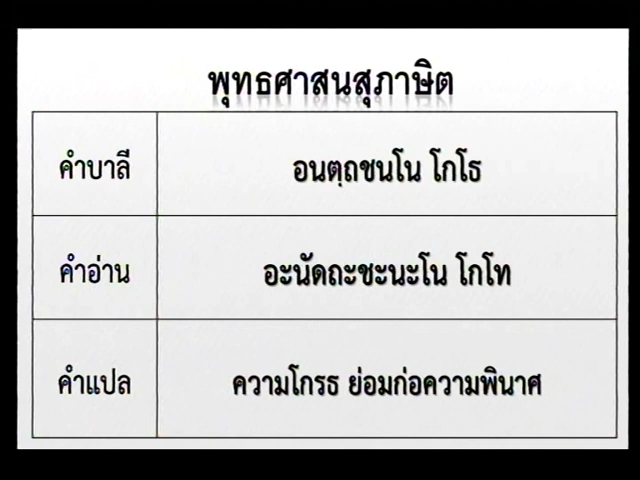 พุทธศาสนสุภาษิต
คำบาลี อนตฺถชนโน โกโธ
คำอ่าน อะนัดถะชะนะโน โกโท
คำแปล ความโกรธ ย่อมก่อความพินาศ